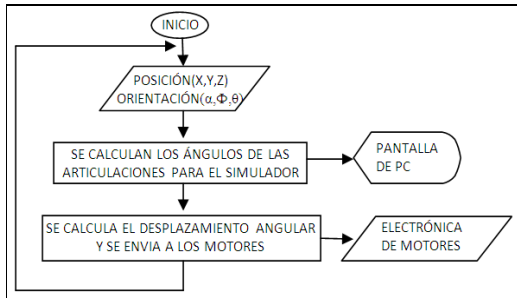 INICIO
POSICIÓN(X,Y,Z)
ORIENTACIÓN(α,Φ,θ)
SE CALCULAN LOS ÁNGULOS DE LAS
ARTICULACIONES PARA EL SIMULADOR
PANTALLA
DE PC
SE CALCULA EL DESPLAZAMIENTO ANGULAR
Y SE ENVIA A LOS MOTORES
ELECTRÓNICA
DE MOTORES